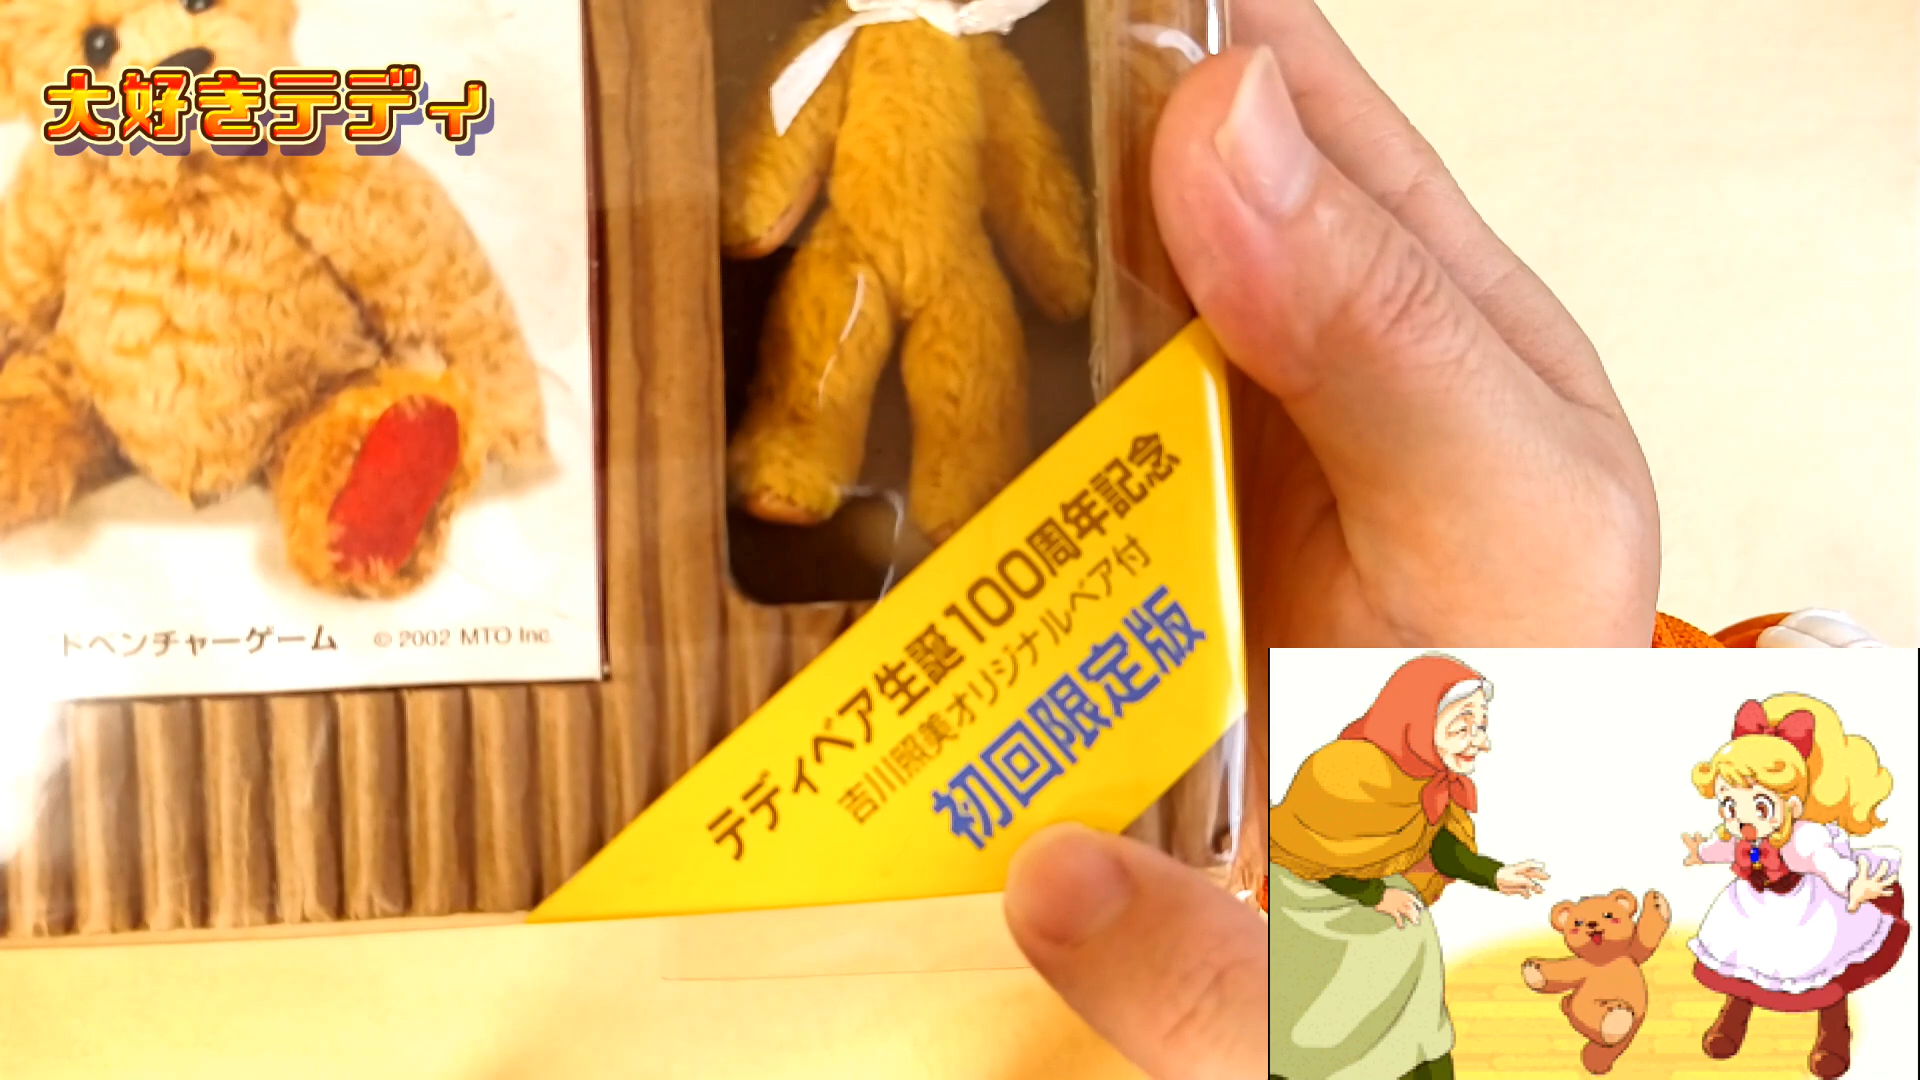 大好きテディ
ドベンチャーゲーム © 2002 MTO Inc.
テディベア生誕100周年記念
吉川照美オリジナルベア付
初回限定版